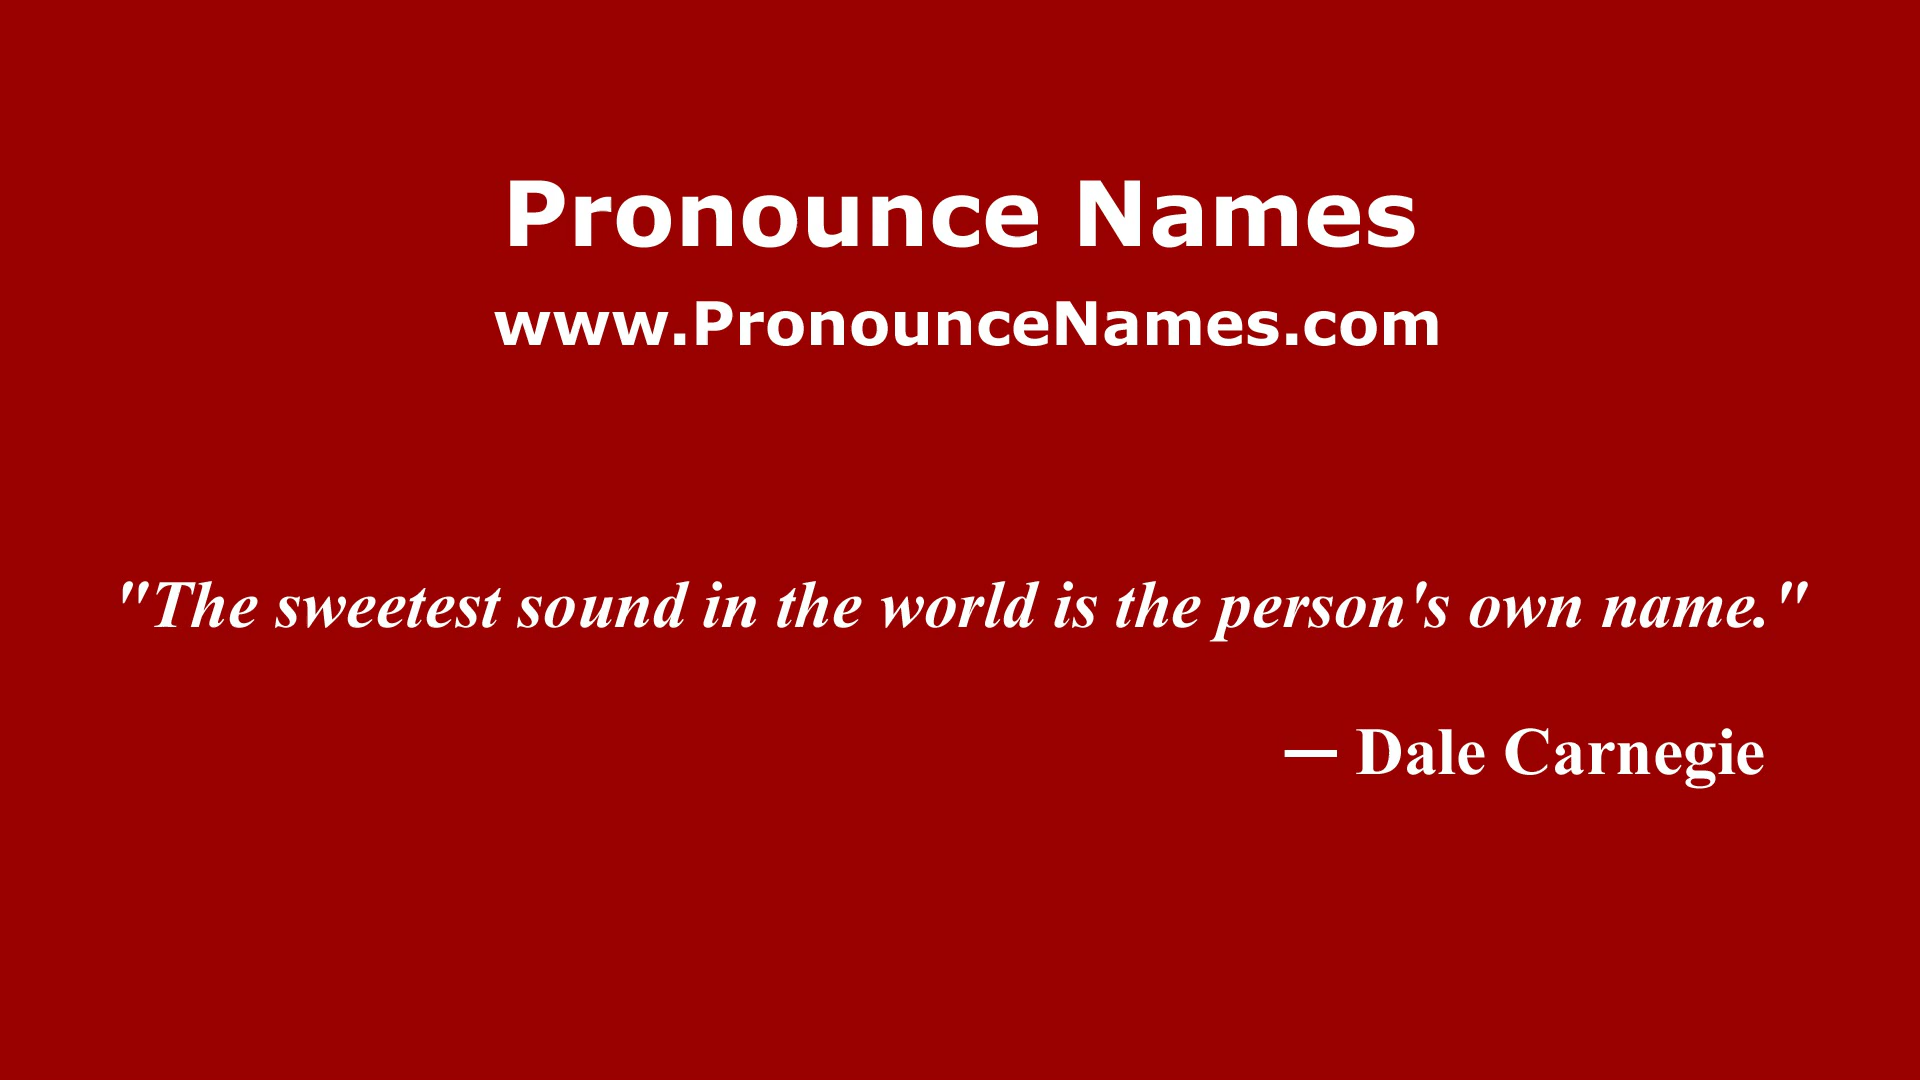 Pronounce Names
www.PronounceNames.com
"The sweetest sound in the world is the person's own name."
— Dale Carnegie